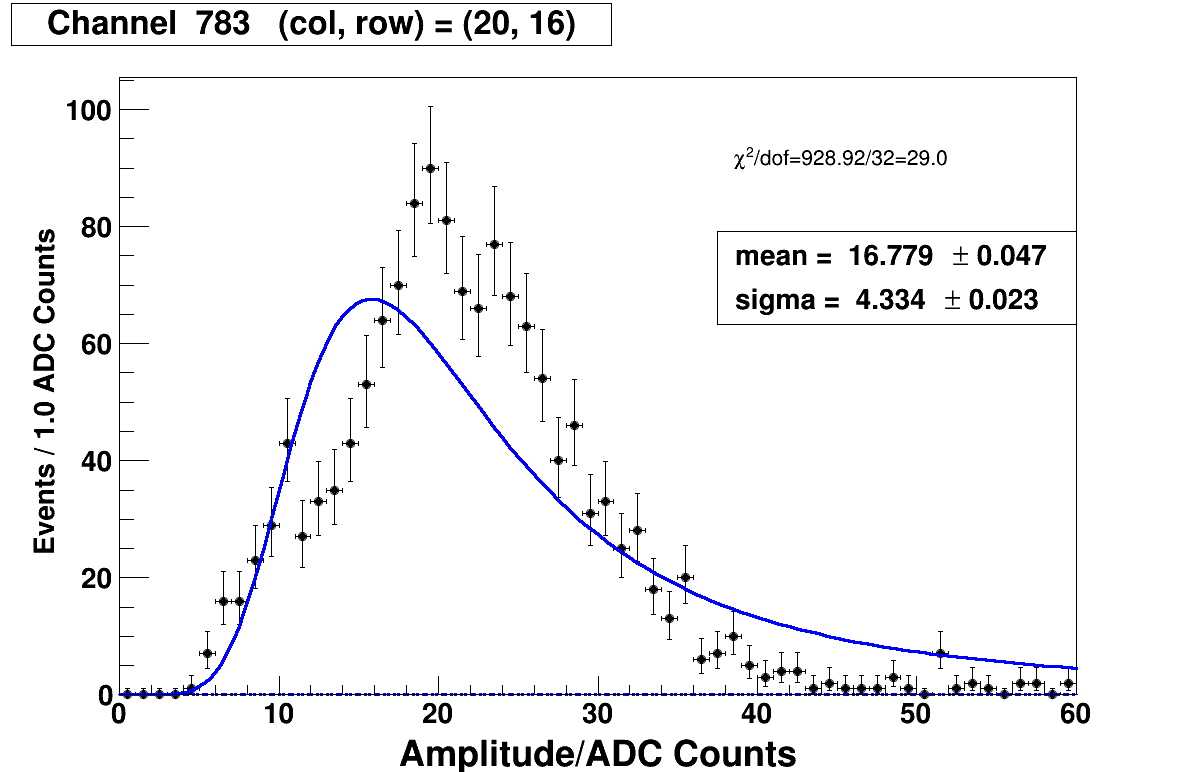 Channel 783 (col, row) = (20, 16)
χ²/dof=928.92/32=29.0
mean = 16.779 ± 0.047
sigma = 4.334 ± 0.023
Events / 1.0 ADC Counts
100
80
60
40
20
0
0 10 20 30 40 50 60
Amplitude/ADC Counts